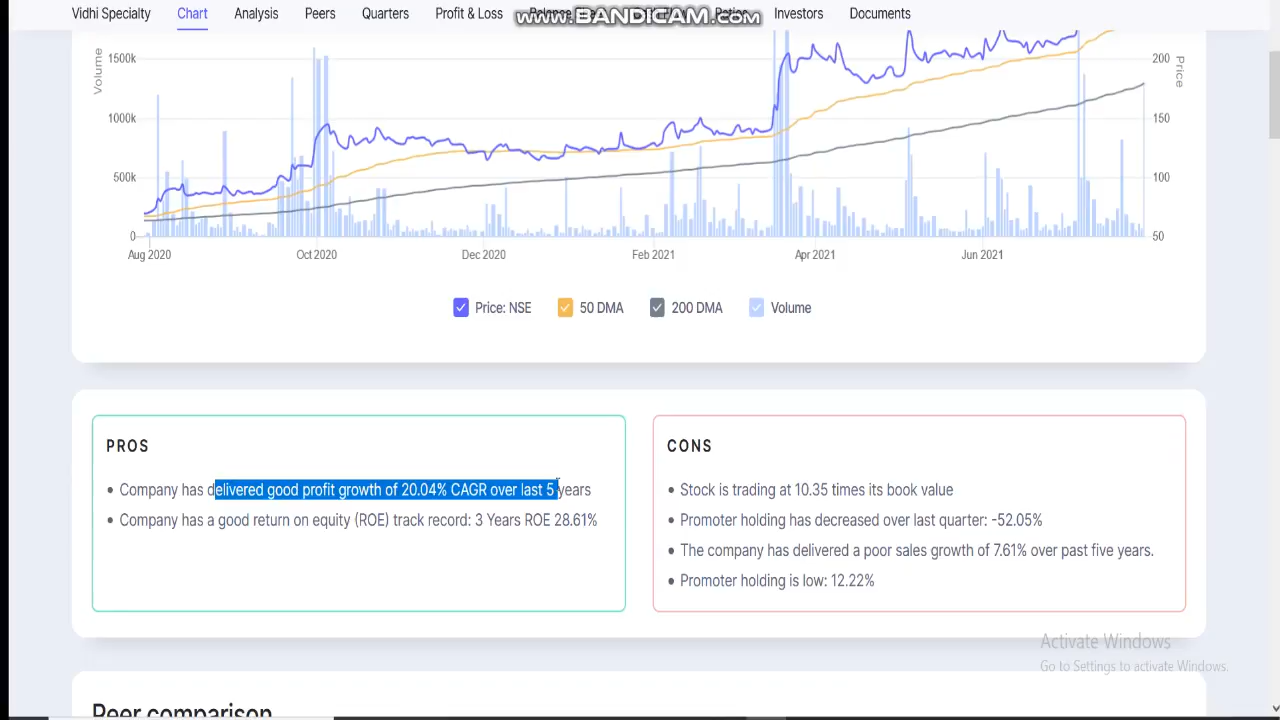 Vidhi Specialty Chart Analysis Peers Quarters Profit & Loss Investors Documents
www.BANDICAM.com
Volume
1500k
1000k
500k
0
200
150
100
50
Price
Aug 2020 Oct 2020 Dec 2020 Feb 2021 Apr 2021 Jun 2021
Price: NSE 50 DMA 200 DMA Volume
PROS
Company has delivered good profit growth of 20.04% CAGR over last 5 years
Company has a good return on equity (ROE) track record: 3 Years ROE 28.61%
CONS
Stock is trading at 10.35 times its book value
Promoter holding has decreased over last quarter: -52.05%
The company has delivered a poor sales growth of 7.61% over past five years.
Promoter holding is low: 12.22%
Activate Windows
Go to Settings to activate Windows.
Peer comparison